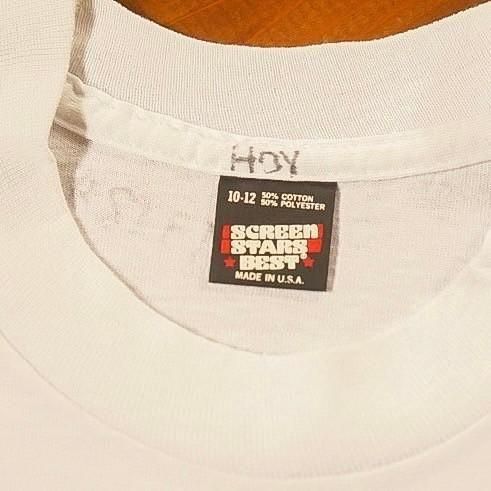 HOY
10-12 50% COTTON
50% POLYESTER
SCREEN
STARS
BEST®
MADE IN U.S.A.